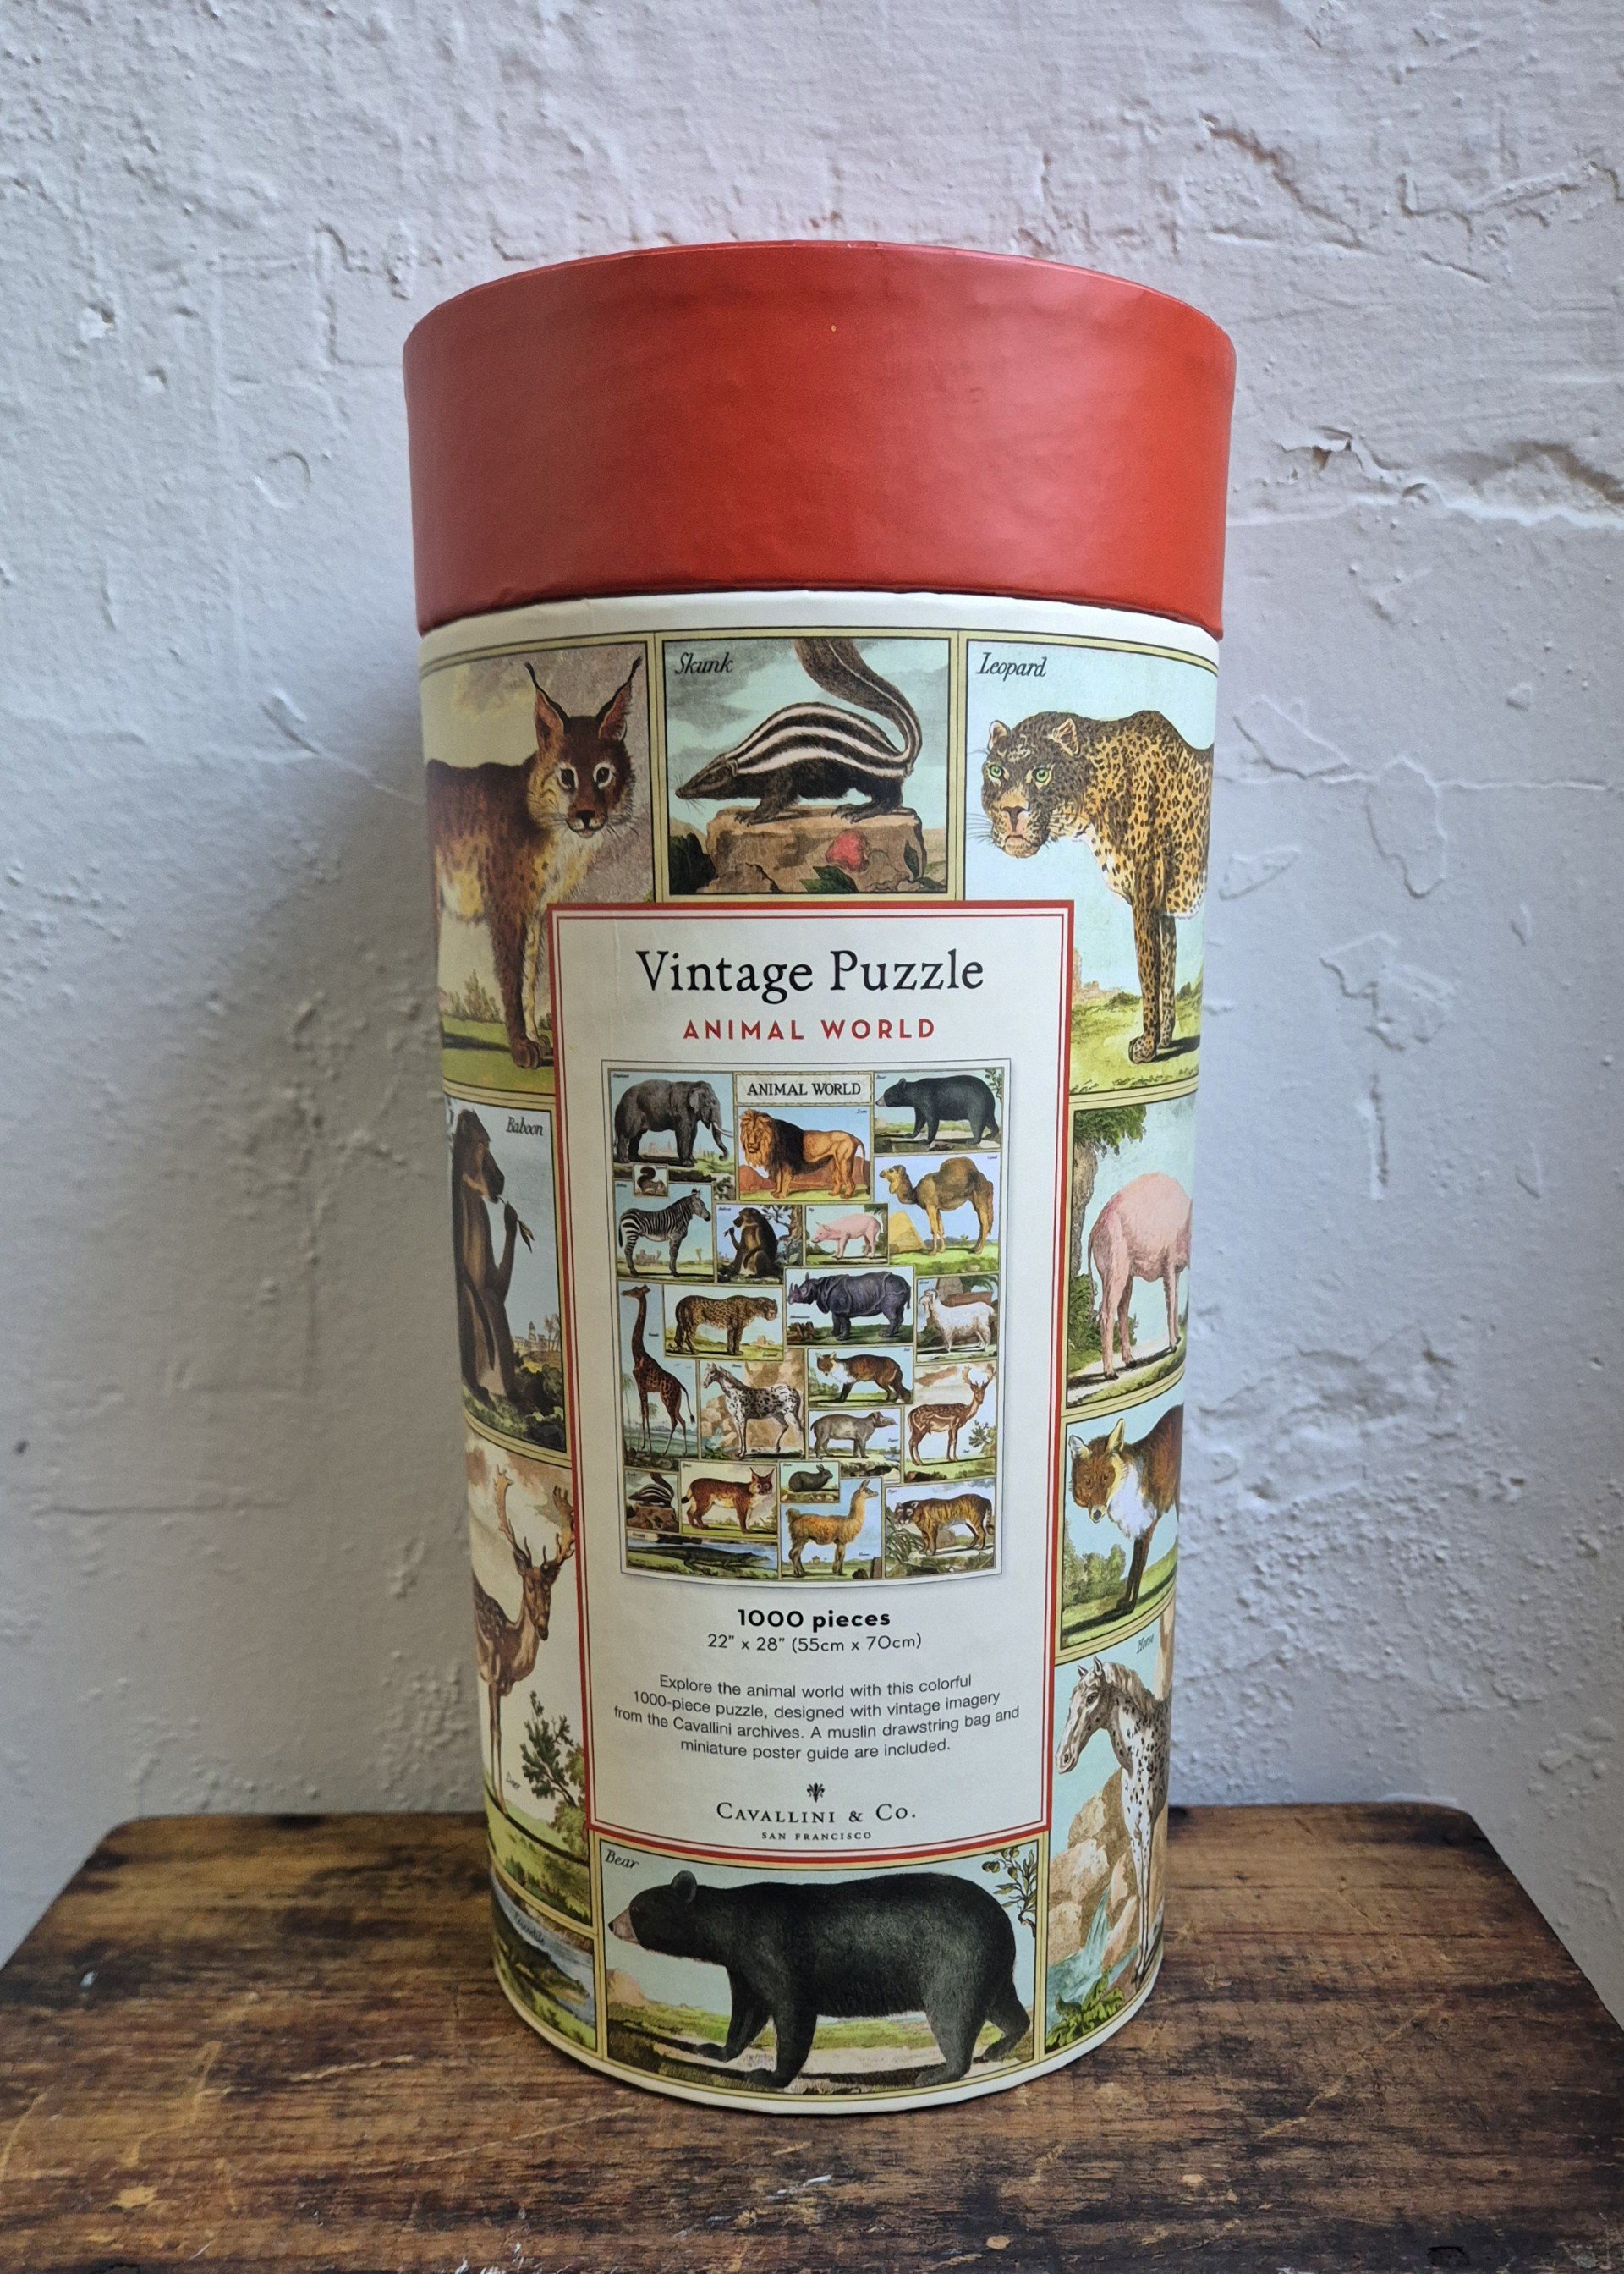 Skunk
Leopard
Vintage Puzzle
ANIMAL WORLD
Baboon
ANIMAL WORLD
1000 pieces
22" x 28" (55cm x 70cm)
Explore the animal world with this colorful
1000-piece puzzle, designed with vintage imagery
from the Cavallini archives. A muslin drawstring bag and
miniature poster guide are included.
Horse
Deer
CAVALLINI & CO.
SAN FRANCISCO
Bear
Crocodile